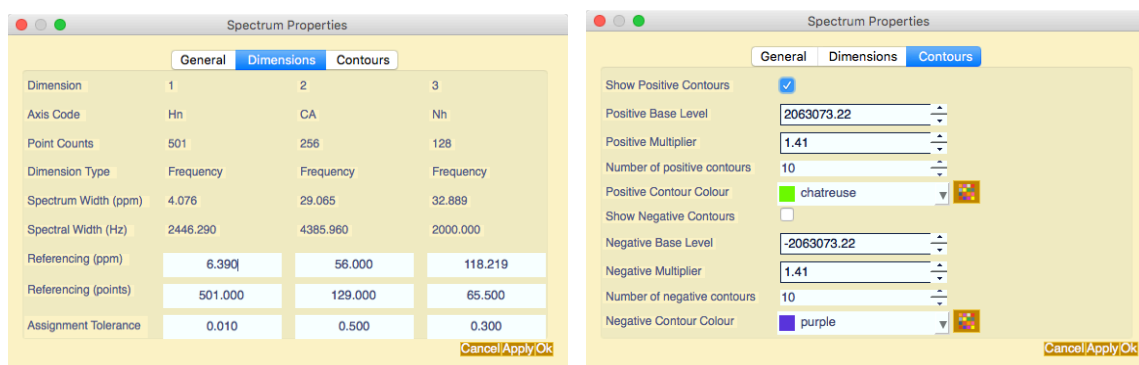 Spectrum Properties
General Dimensions Contours
Dimension 1 2 3
Axis Code Hn CA Nh
Point Counts 501 256 128
Dimension Type Frequency Frequency Frequency
Spectrum Width (ppm) 4.076 29.065 32.889
Spectral Width (Hz) 2446.290 4385.960 2000.000
Referencing (ppm) 6.390 56.000 118.219
Referencing (points) 501.000 129.000 65.500
Assignment Tolerance 0.010 0.500 0.300
Cancel Apply Ok
Spectrum Properties
General Dimensions Contours
Show Positive Contours
Positive Base Level 2063073.22
Positive Multiplier 1.41
Number of positive contours 10
Positive Contour Colour chatreuse
Show Negative Contours
Negative Base Level -2063073.22
Negative Multiplier 1.41
Number of negative contours 10
Negative Contour Colour purple
Cancel Apply Ok